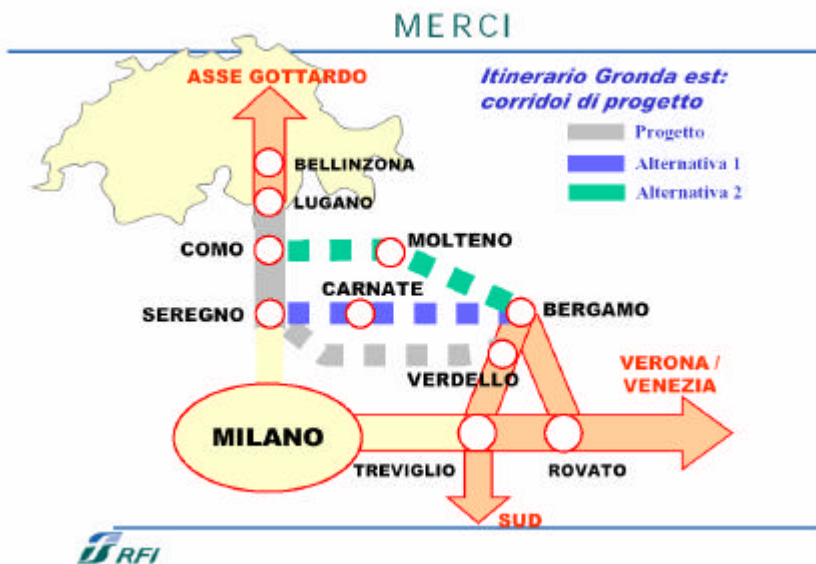 MERCI
ASSE GOTTARDO
Itinerario Gronda est:
corridoi di progetto
Progetto
Alternativa 1
Alternativa 2
BELLINZONA
LUGANO
COMO
MOLTENO
CARNATE
SEREGNO
BERGAMO
VERDELLO
VERONA /
VENEZIA
MILANO
TREVIGLIO
ROVATO
SUD
RFI